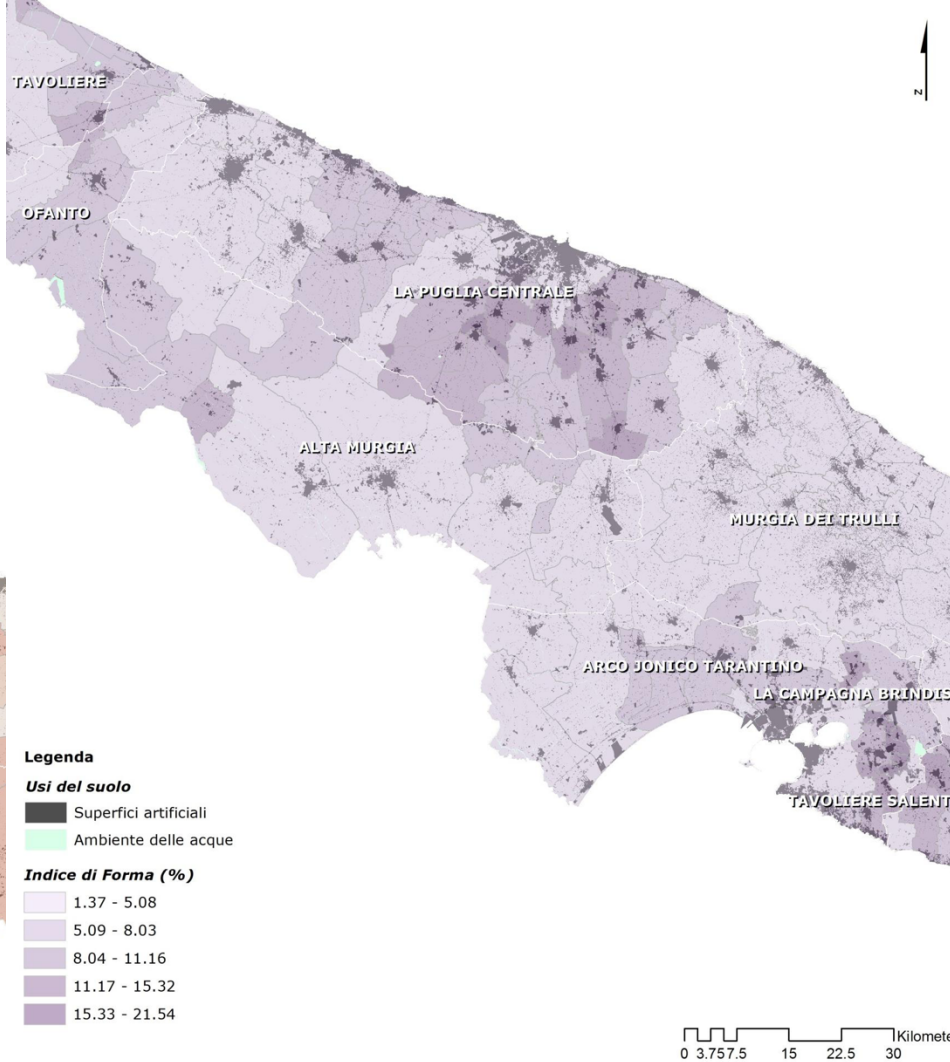 TAVOLIERE
N
OFANTO
LA PUGLIA CENTRALE
ALTA MURGIA
MURGIA DEI TRULLI
ARCO JONICO TARANTINO
LA CAMPAGNA BRINDIS
TAVOLIERE SALENT
Legenda
Usi del suolo
Superfici artificiali
Ambiente delle acque
Indice di Forma (%)
1.37 - 5.08
5.09 - 8.03
8.04 - 11.16
11.17 - 15.32
15.33 - 21.54
Kilomete
0 3.75 7.5 15 22.5 30